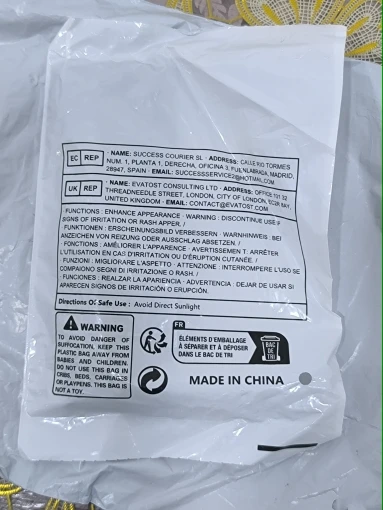 EC REP
· NAME: SUCCESS COURIER SL · ADDRESS: CALLE RIO TORMES
NUM. 1, PLANTA 1, DERECHA, OFICINA 3, FUENLABRADA, MADRID,
28947, SPAIN · EMAIL: SUCCESSSERVICE2@HOTMAIL.COM
UK REP
· NAME: EVATOST CONSULTING LTD · ADDRESS: OFFICE 101 32
THREADNEEDLE STREET, LONDON, CITY OF LONDON,
UNITED KINGDOM · EMAIL: CONTACT@EVATOST.COM
FUNCTIONS : ENHANCE APPEARANCE · WARNING : DISCONTINUE USE
SIGNS OF IRRITATION OR RASH APPER. /
FUNKTIONEN : ERSCHEINUNGSBILD VERBESSERN · WARNHINWEIS : BEI
ANZEICHEN VON REIZUNG ODER AUSSCHLAG ABSETZEN. /
FONCTIONS : AMÉLIORER L'APPARENCE · AVERTISSEMENT : ARRÊTER
L'UTILISATION EN CAS D'IRRITATION OU D'ÉRUPTION CUTANÉE. /
FUNZIONI : MIGLIORARE L'ASPETTO · ATTENZIONE : INTERROMPERE L'USO SE
COMPAIONO SEGNI DI IRRITAZIONE O RASH. /
FUNCIONES : REALZAR LA APARIENCIA · ADVERTENCIA : DEJAR DE USAR SI
APARECEN SIGNOS DE IRRITACIÓN O ERUPCIÓN.
Directions Of Safe Use : Avoid Direct Sunlight
WARNING
TO AVOID DANGER OF
SUFFOCATION, KEEP THIS
PLASTIC BAG AWAY FROM
BABIES AND CHILDREN.
DO NOT USE THIS BAG IN
CRIBS, BEDS, CARRIAGES
OR PLAYPENS. THIS BAG IS
NOT A TOY.
FR
ÉLÉMENTS D'EMBALLAGE
À SÉPARER ET À DÉPOSER
DANS LE BAC DE TRI
BAC
DE
TRI
MADE IN CHINA